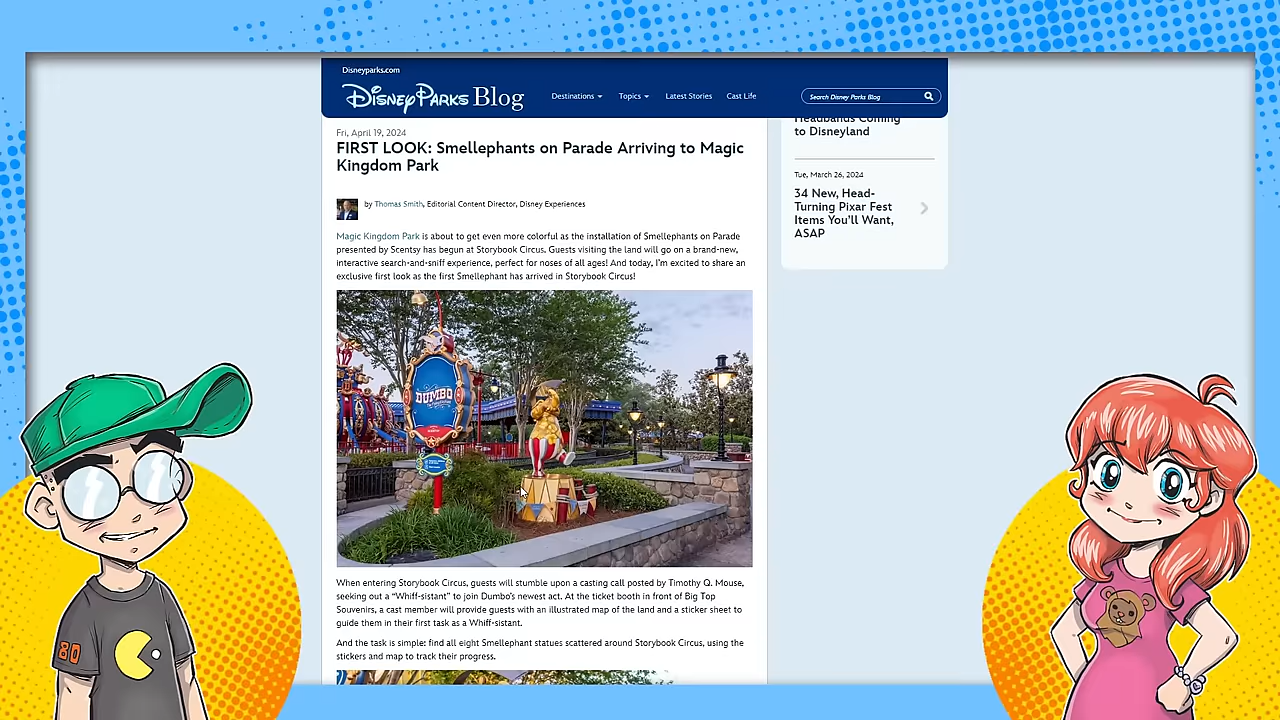 Disneyparks.com
Disney Parks Blog
Destinations
Topics
Latest Stories
Cast Life
Search Disney Parks Blog
Fri, April 19, 2024
FIRST LOOK: Smellephants on Parade Arriving to Magic
Kingdom Park
by Thomas Smith, Editorial Content Director, Disney Experiences
Magic Kingdom Park is about to get even more colorful as the installation of Smellephants on Parade
presented by Scentsy has begun at Storybook Circus. Guests visiting the land will go on a brand-new,
interactive search-and-sniff experience, perfect for noses of all ages! And today, I'm excited to share an
exclusive first look as the first Smellephant has arrived in Storybook Circus!
DUMBO
When entering Storybook Circus, guests will stumble upon a casting call posted by Timothy Q. Mouse,
seeking out a “Whiff-sistant” to join Dumbo's newest act. At the ticket booth in front of Big Top
Souvenirs, a cast member will provide guests with an illustrated map of the land and a sticker sheet to
guide them in their first task as a Whiff-sistant.
And the task is simple: find all eight Smellephant statues scattered around Storybook Circus, using the
stickers and map to track their progress.
Headbands Coming
to Disneyland
Tue, March 26, 2024
34 New, Head-
Turning Pixar Fest
Items You'll Want,
ASAP
80